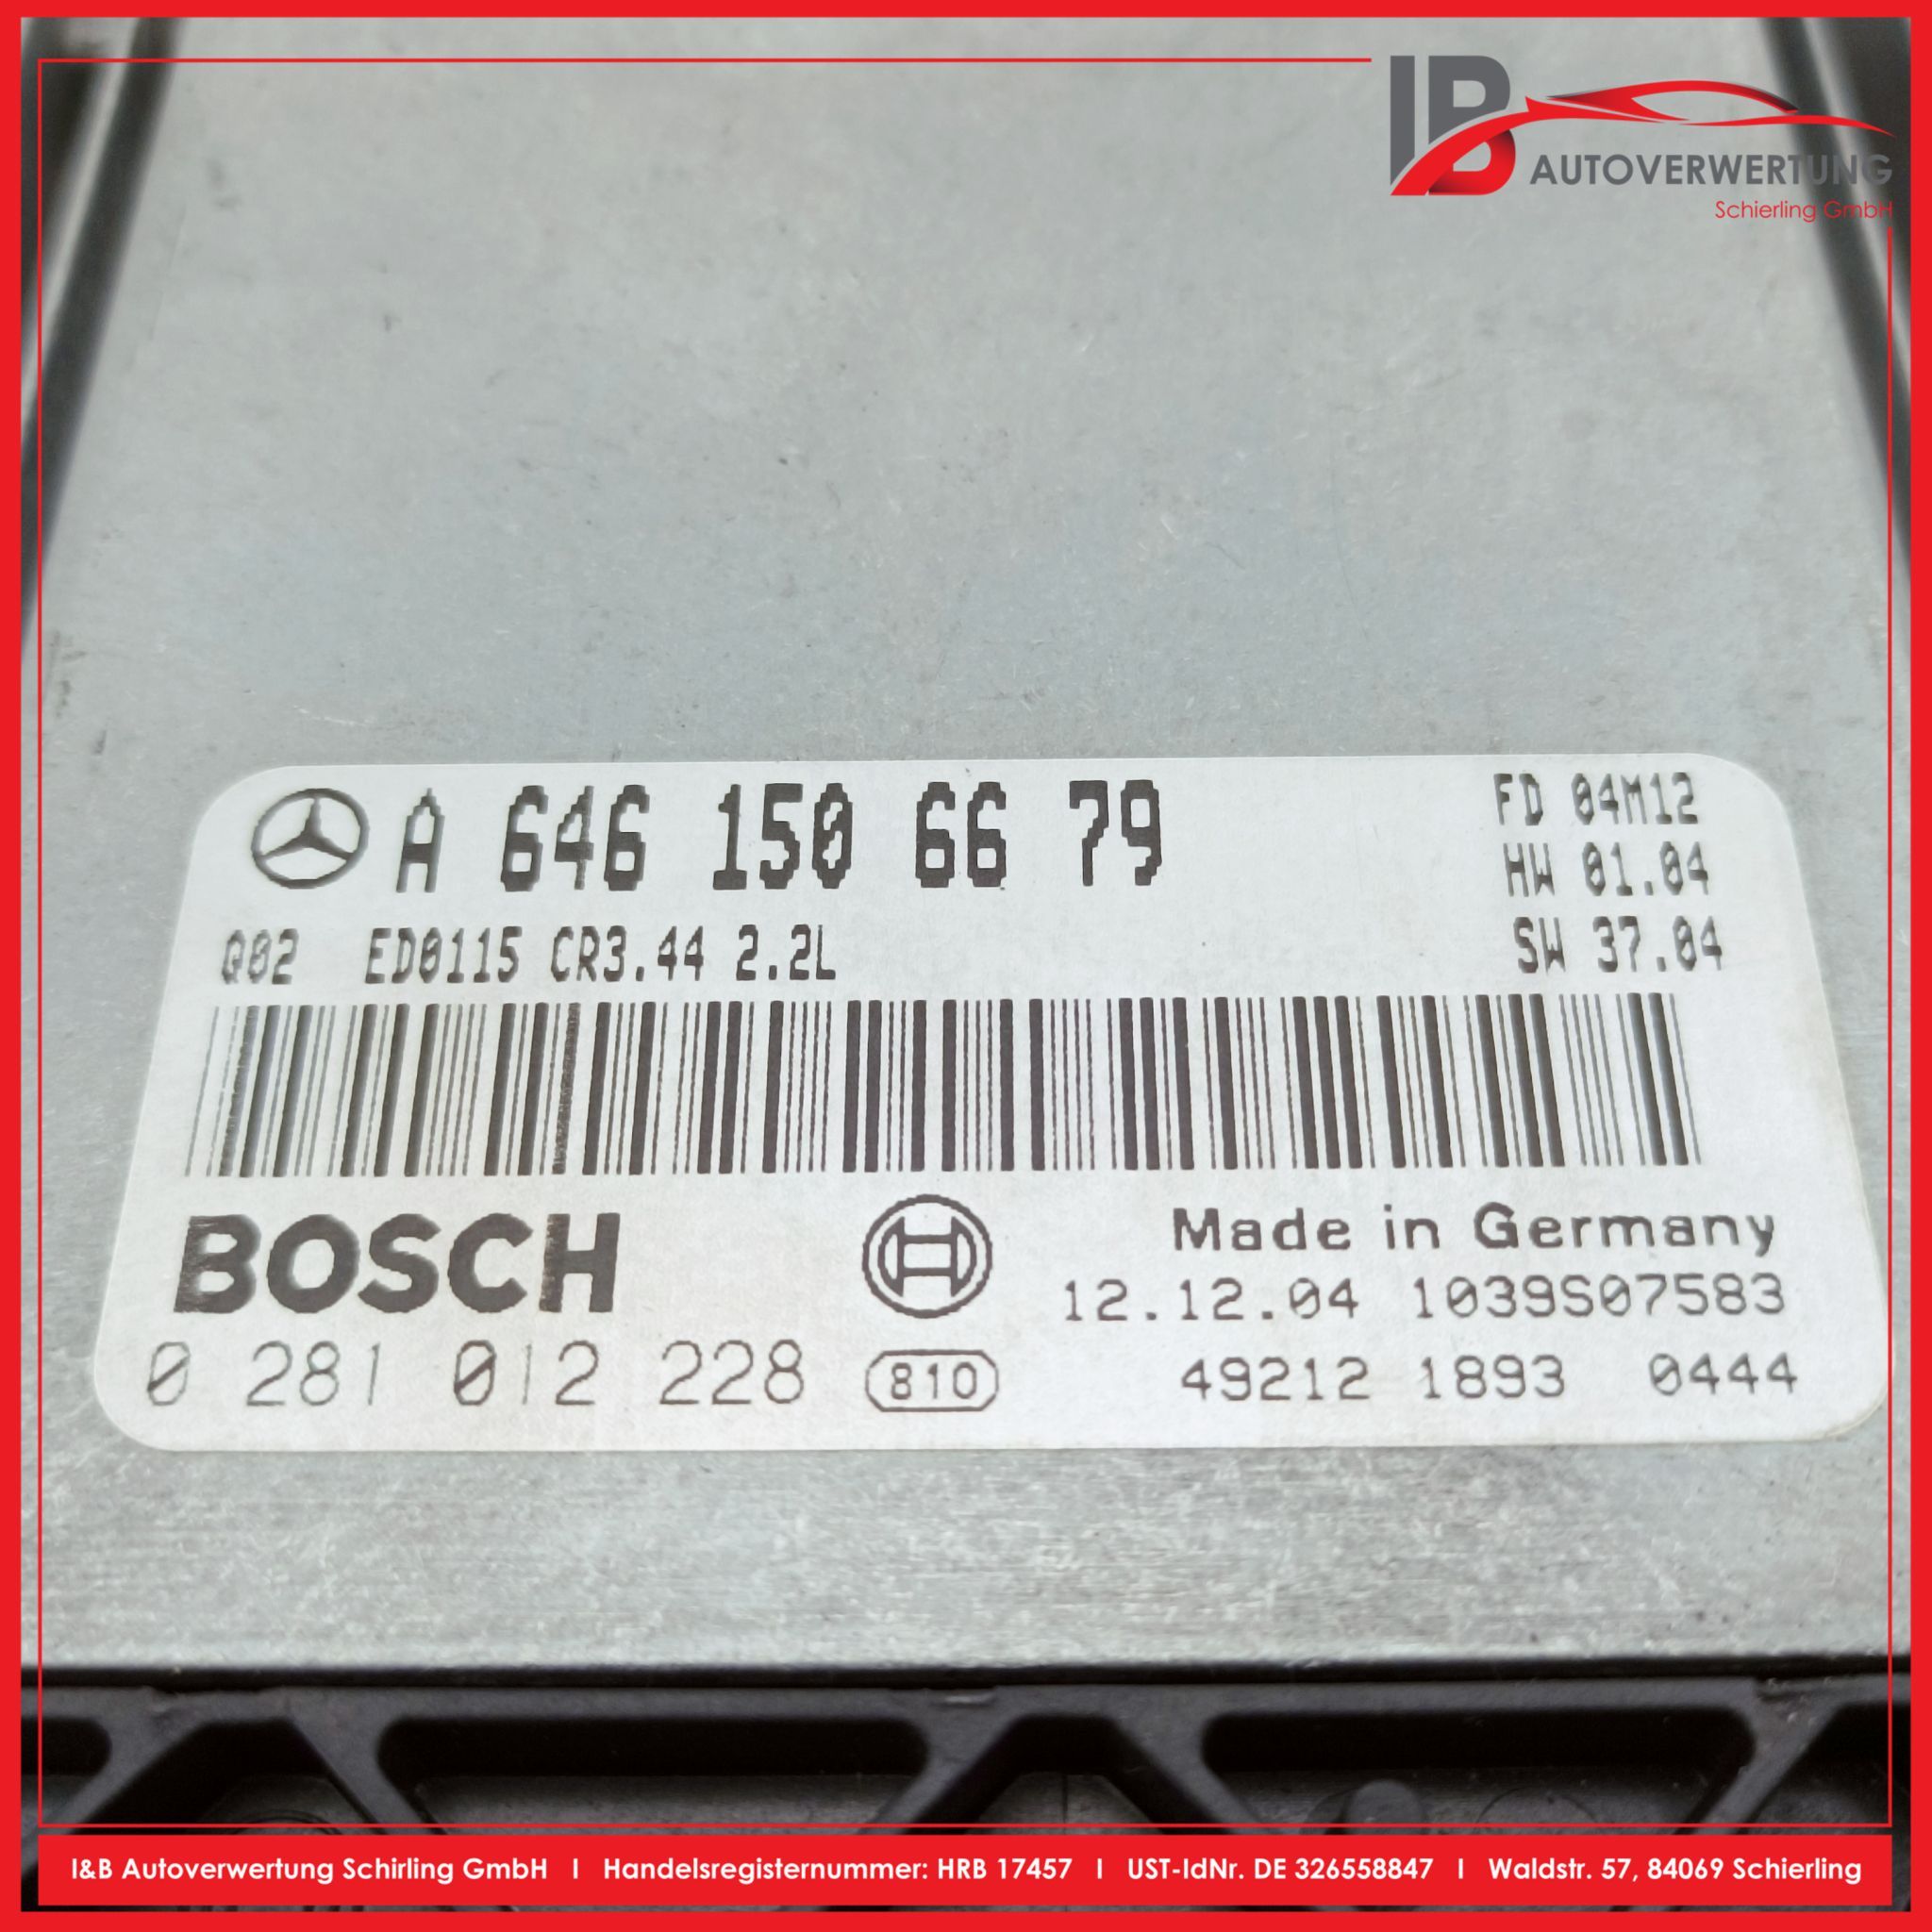 IB AUTOVERWERTUNG
Schierling GmbH
A 646 150 66 79
FD 04M12
HW 01.04
Q02 ED0115 CR3.44 2.2L
SW 37.04
BOSCH
Made in Germany
12.12.04 1039S07583
0 281 012 228
810
49212 1893 0444
I&B Autoverwertung Schirling GmbH I Handelsregisternummer: HRB 17457 I UST-IdNr. DE 326558847 I Waldstr. 57, 84069 Schierling